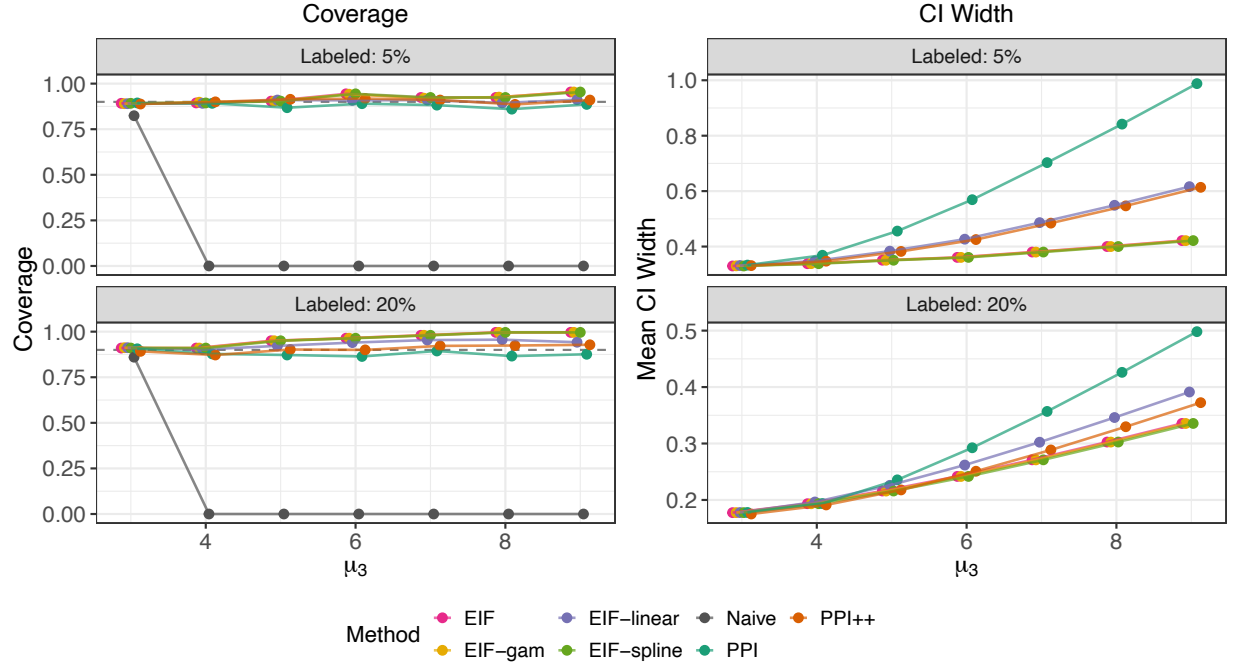 Coverage
CI Width
Labeled: 5%
Labeled: 5%
1.00
0.75
0.50
0.25
0.00
1.0
0.8
0.6
0.4
Coverage
Mean CI Width
Labeled: 20%
Labeled: 20%
1.00
0.75
0.50
0.25
0.00
0.5
0.4
0.3
0.2
4 6 8
4 6 8
μ₃
μ₃
Method
EIF EIF−linear Naive PPI++
EIF−gam EIF−spline PPI